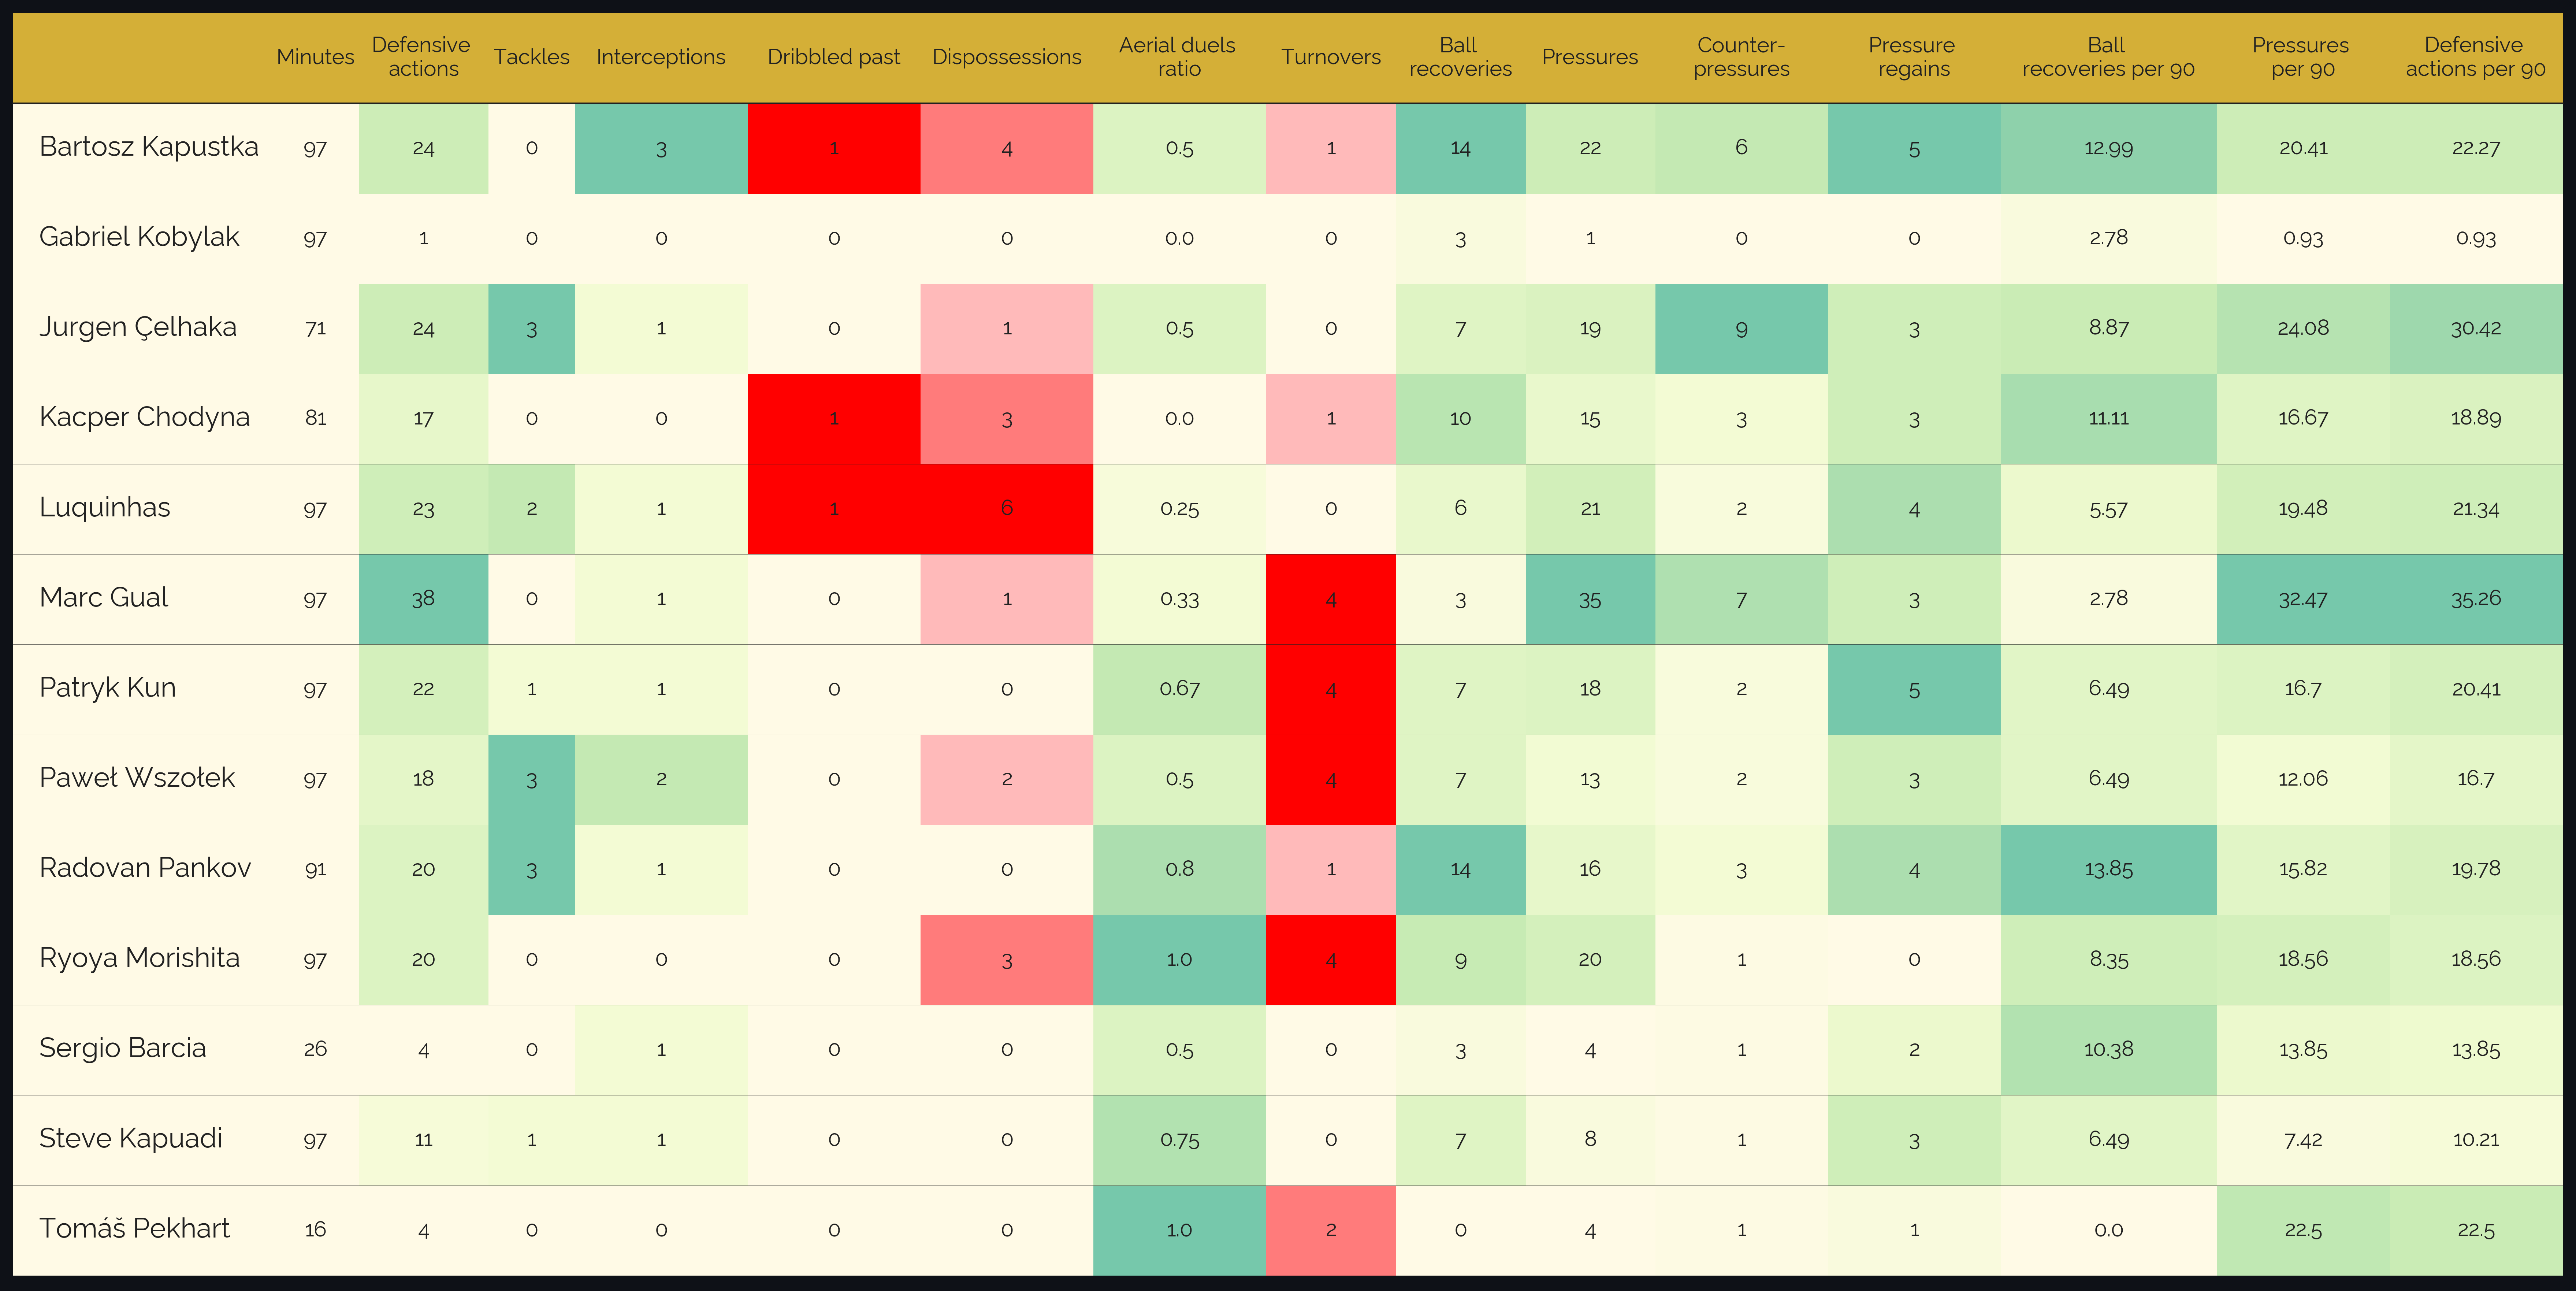 Minutes Defensive actions Tackles Interceptions Dribbled past Dispossessions Aerial duels ratio Turnovers Ball recoveries Pressures Counter-pressures Pressure regains Ball recoveries per 90 Pressures per 90 Defensive actions per 90
Bartosz Kapustka 97 24 0 3 1 4 0.5 1 14 22 6 5 12.99 20.41 22.27
Gabriel Kobylak 97 1 0 0 0 0 0.0 0 3 1 0 0 2.78 0.93 0.93
Jurgen Çelhaka 71 24 3 1 0 1 0.5 0 7 19 9 3 8.87 24.08 30.42
Kacper Chodyna 81 17 0 0 1 3 0.0 1 10 15 3 3 11.11 16.67 18.89
Luquinhas 97 23 2 1 1 6 0.25 0 6 21 2 4 5.57 19.48 21.34
Marc Gual 97 38 0 1 0 1 0.33 4 3 35 7 3 2.78 32.47 35.26
Patryk Kun 97 22 1 1 0 0 0.67 4 7 18 2 5 6.49 16.7 20.41
Paweł Wszołek 97 18 3 2 0 2 0.5 4 7 13 2 3 6.49 12.06 16.7
Radovan Pankov 91 20 3 1 0 0 0.8 1 14 16 3 4 13.85 15.82 19.78
Ryoya Morishita 97 20 0 0 0 3 1.0 4 9 20 1 0 8.35 18.56 18.56
Sergio Barcia 26 4 0 1 0 0 0.5 0 3 4 1 2 10.38 13.85 13.85
Steve Kapuadi 97 11 1 1 0 0 0.75 0 7 8 1 3 6.49 7.42 10.21
Tomáš Pekhart 16 4 0 0 0 0 1.0 2 0 4 1 1 0.0 22.5 22.5